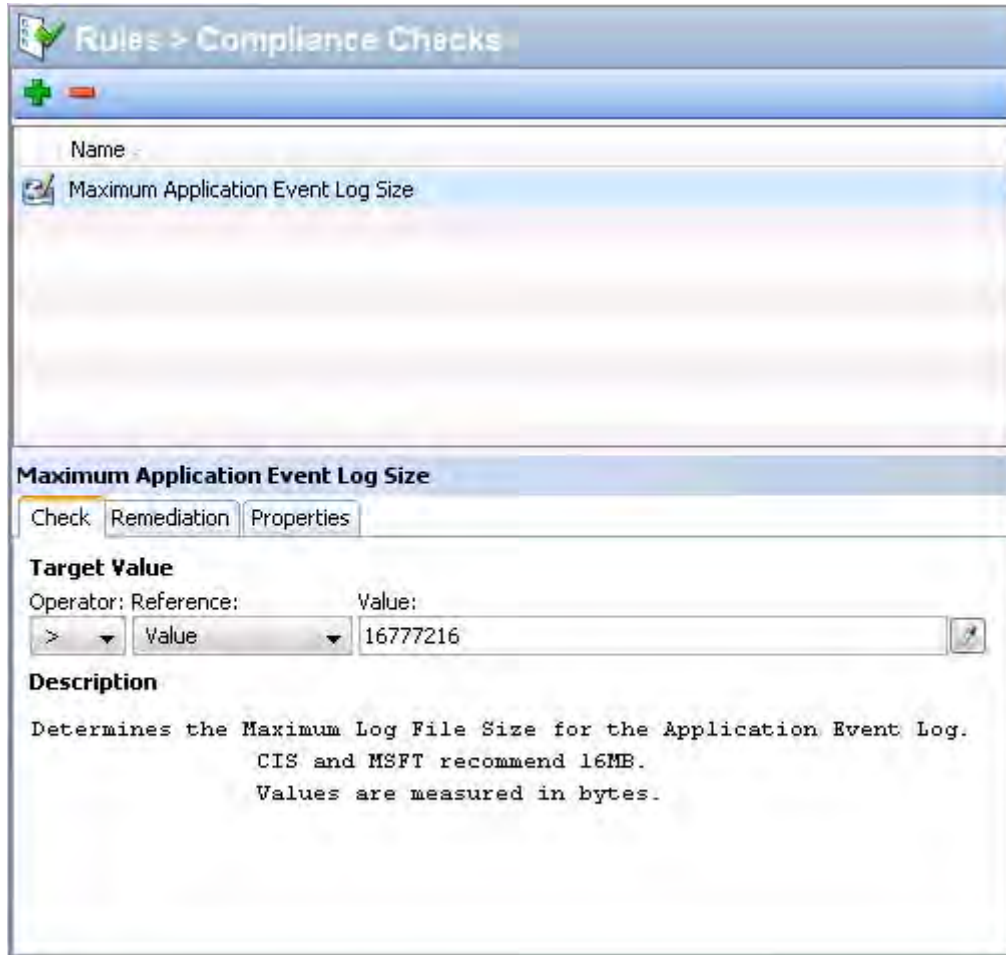 Rules > Compliance Checks
Name
Maximum Application Event Log Size
Maximum Application Event Log Size
Check Remediation Properties
Target Value
Operator: Reference: Value:
> Value 16777216
Description
Determines the Maximum Log File Size for the Application Event Log.
CIS and MSFT recommend 16MB.
Values are measured in bytes.